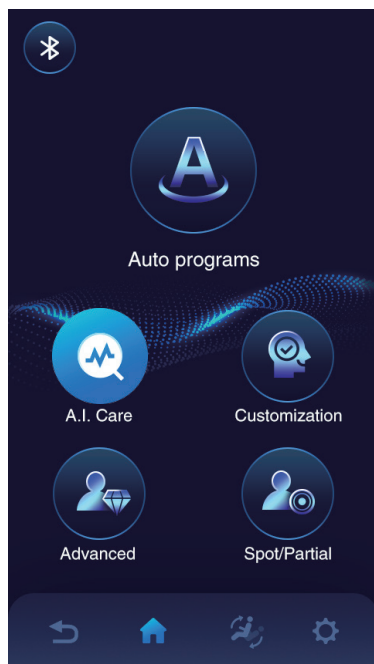 A
Auto programs
A.I. Care
Customization
Advanced
Spot/Partial